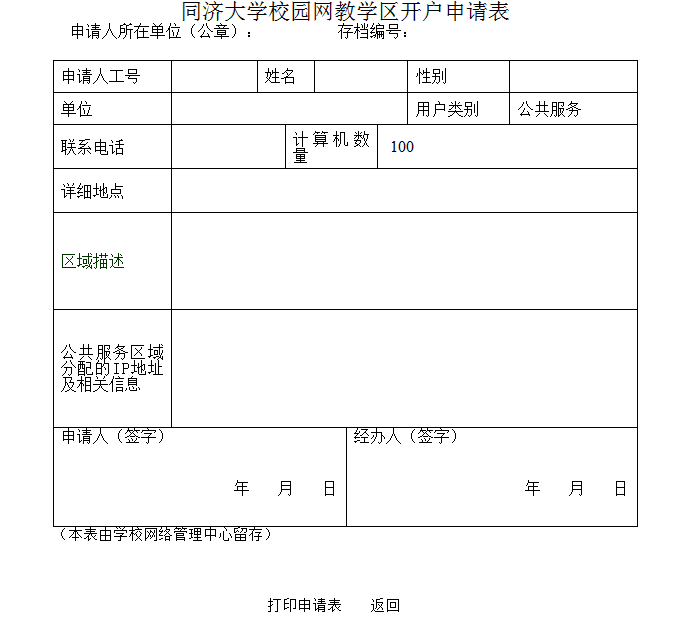 同济大学校园网教学区开户申请表
申请人所在单位（公章）： 存档编号：
申请人工号 姓名 性别
单位 用户类别 公共服务
联系电话 计算机数 100
量
详细地点
区域描述
公共服务区域
分配的IP地址
及相关信息
申请人（签字） 经办人（签字）
年 月 日 年 月 日
（本表由学校网络管理中心留存）
打印申请表 返回